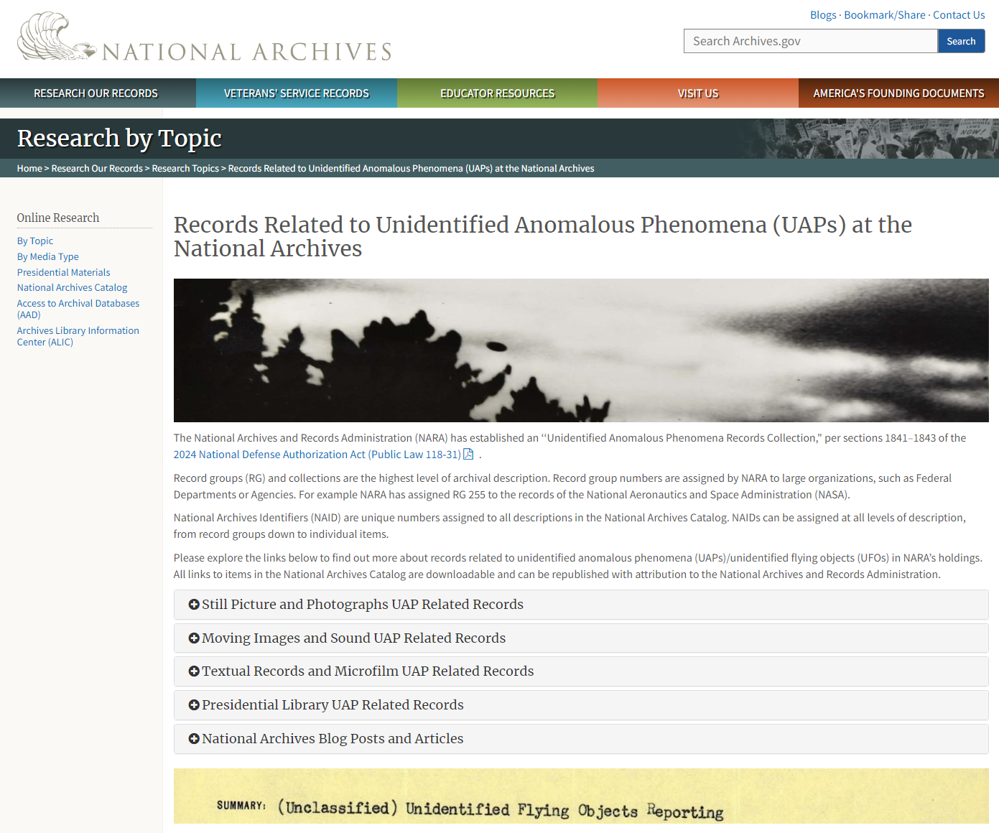 Blogs · Bookmark/Share · Contact Us
NATIONAL ARCHIVES
Search Archives.gov
Search
RESEARCH OUR RECORDS
VETERANS' SERVICE RECORDS
EDUCATOR RESOURCES
VISIT US
AMERICA'S FOUNDING DOCUMENTS
Research by Topic
Home > Research Our Records > Research Topics > Records Related to Unidentified Anomalous Phenomena (UAPs) at the National Archives
Online Research
By Topic
By Media Type
Presidential Materials
National Archives Catalog
Access to Archival Databases
(AAD)
Archives Library Information
Center (ALIC)
Records Related to Unidentified Anomalous Phenomena (UAPs) at the
National Archives
The National Archives and Records Administration (NARA) has established an ‘‘Unidentified Anomalous Phenomena Records Collection,” per sections 1841–1843 of the
2024 National Defense Authorization Act (Public Law 118-31) .
Record groups (RG) and collections are the highest level of archival description. Record group numbers are assigned by NARA to large organizations, such as Federal
Departments or Agencies. For example NARA has assigned RG 255 to the records of the National Aeronautics and Space Administration (NASA).
National Archives Identifiers (NAID) are unique numbers assigned to all descriptions in the National Archives Catalog. NAIDs can be assigned at all levels of description,
from record groups down to individual items.
Please explore the links below to find out more about records related to unidentified anomalous phenomena (UAPs)/unidentified flying objects (UFOs) in NARA’s holdings.
All links to items in the National Archives Catalog are downloadable and can be republished with attribution to the National Archives and Records Administration.
Still Picture and Photographs UAP Related Records
Moving Images and Sound UAP Related Records
Textual Records and Microfilm UAP Related Records
Presidential Library UAP Related Records
National Archives Blog Posts and Articles
SUMMARY: (Unclassified) Unidentified Flying Objects Reporting